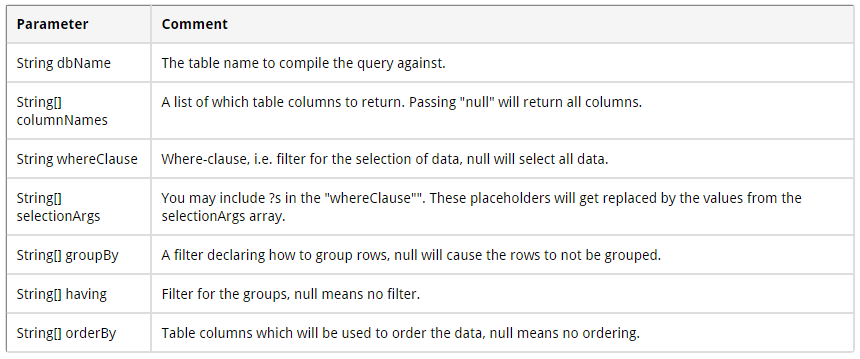 Parameter Comment
String dbName The table name to compile the query against.
String[] columnNames A list of which table columns to return. Passing "null" will return all columns.
String whereClause Where-clause, i.e. filter for the selection of data, null will select all data.
String[] selectionArgs You may include ?s in the "whereClause"". These placeholders will get replaced by the values from the
selectionArgs array.
String[] groupBy A filter declaring how to group rows, null will cause the rows to not be grouped.
String[] having Filter for the groups, null means no filter.
String[] orderBy Table columns which will be used to order the data, null means no ordering.